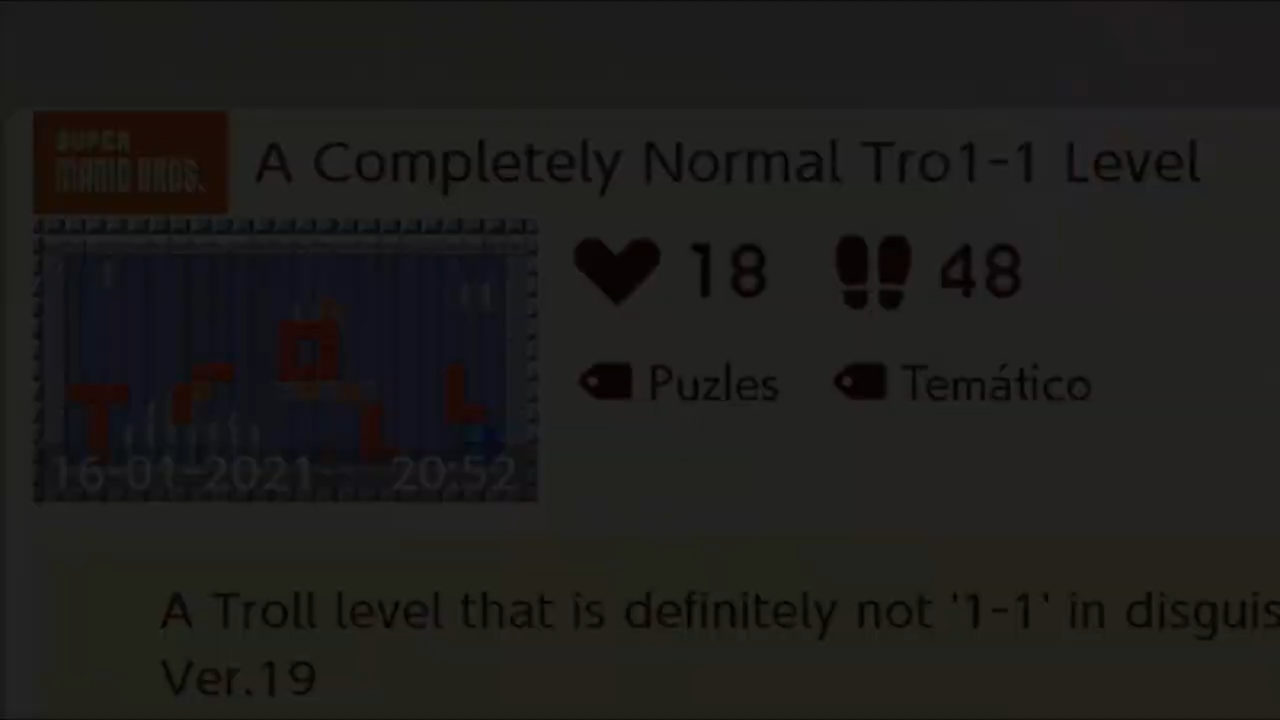 SUPER
MARIO BROS.
A Completely Normal Tro1-1 Level
18 48
Puzles Temático
T r O L L
16-01-2021 20:52
A Troll level that is definitely not '1-1' in disguis
Ver.19